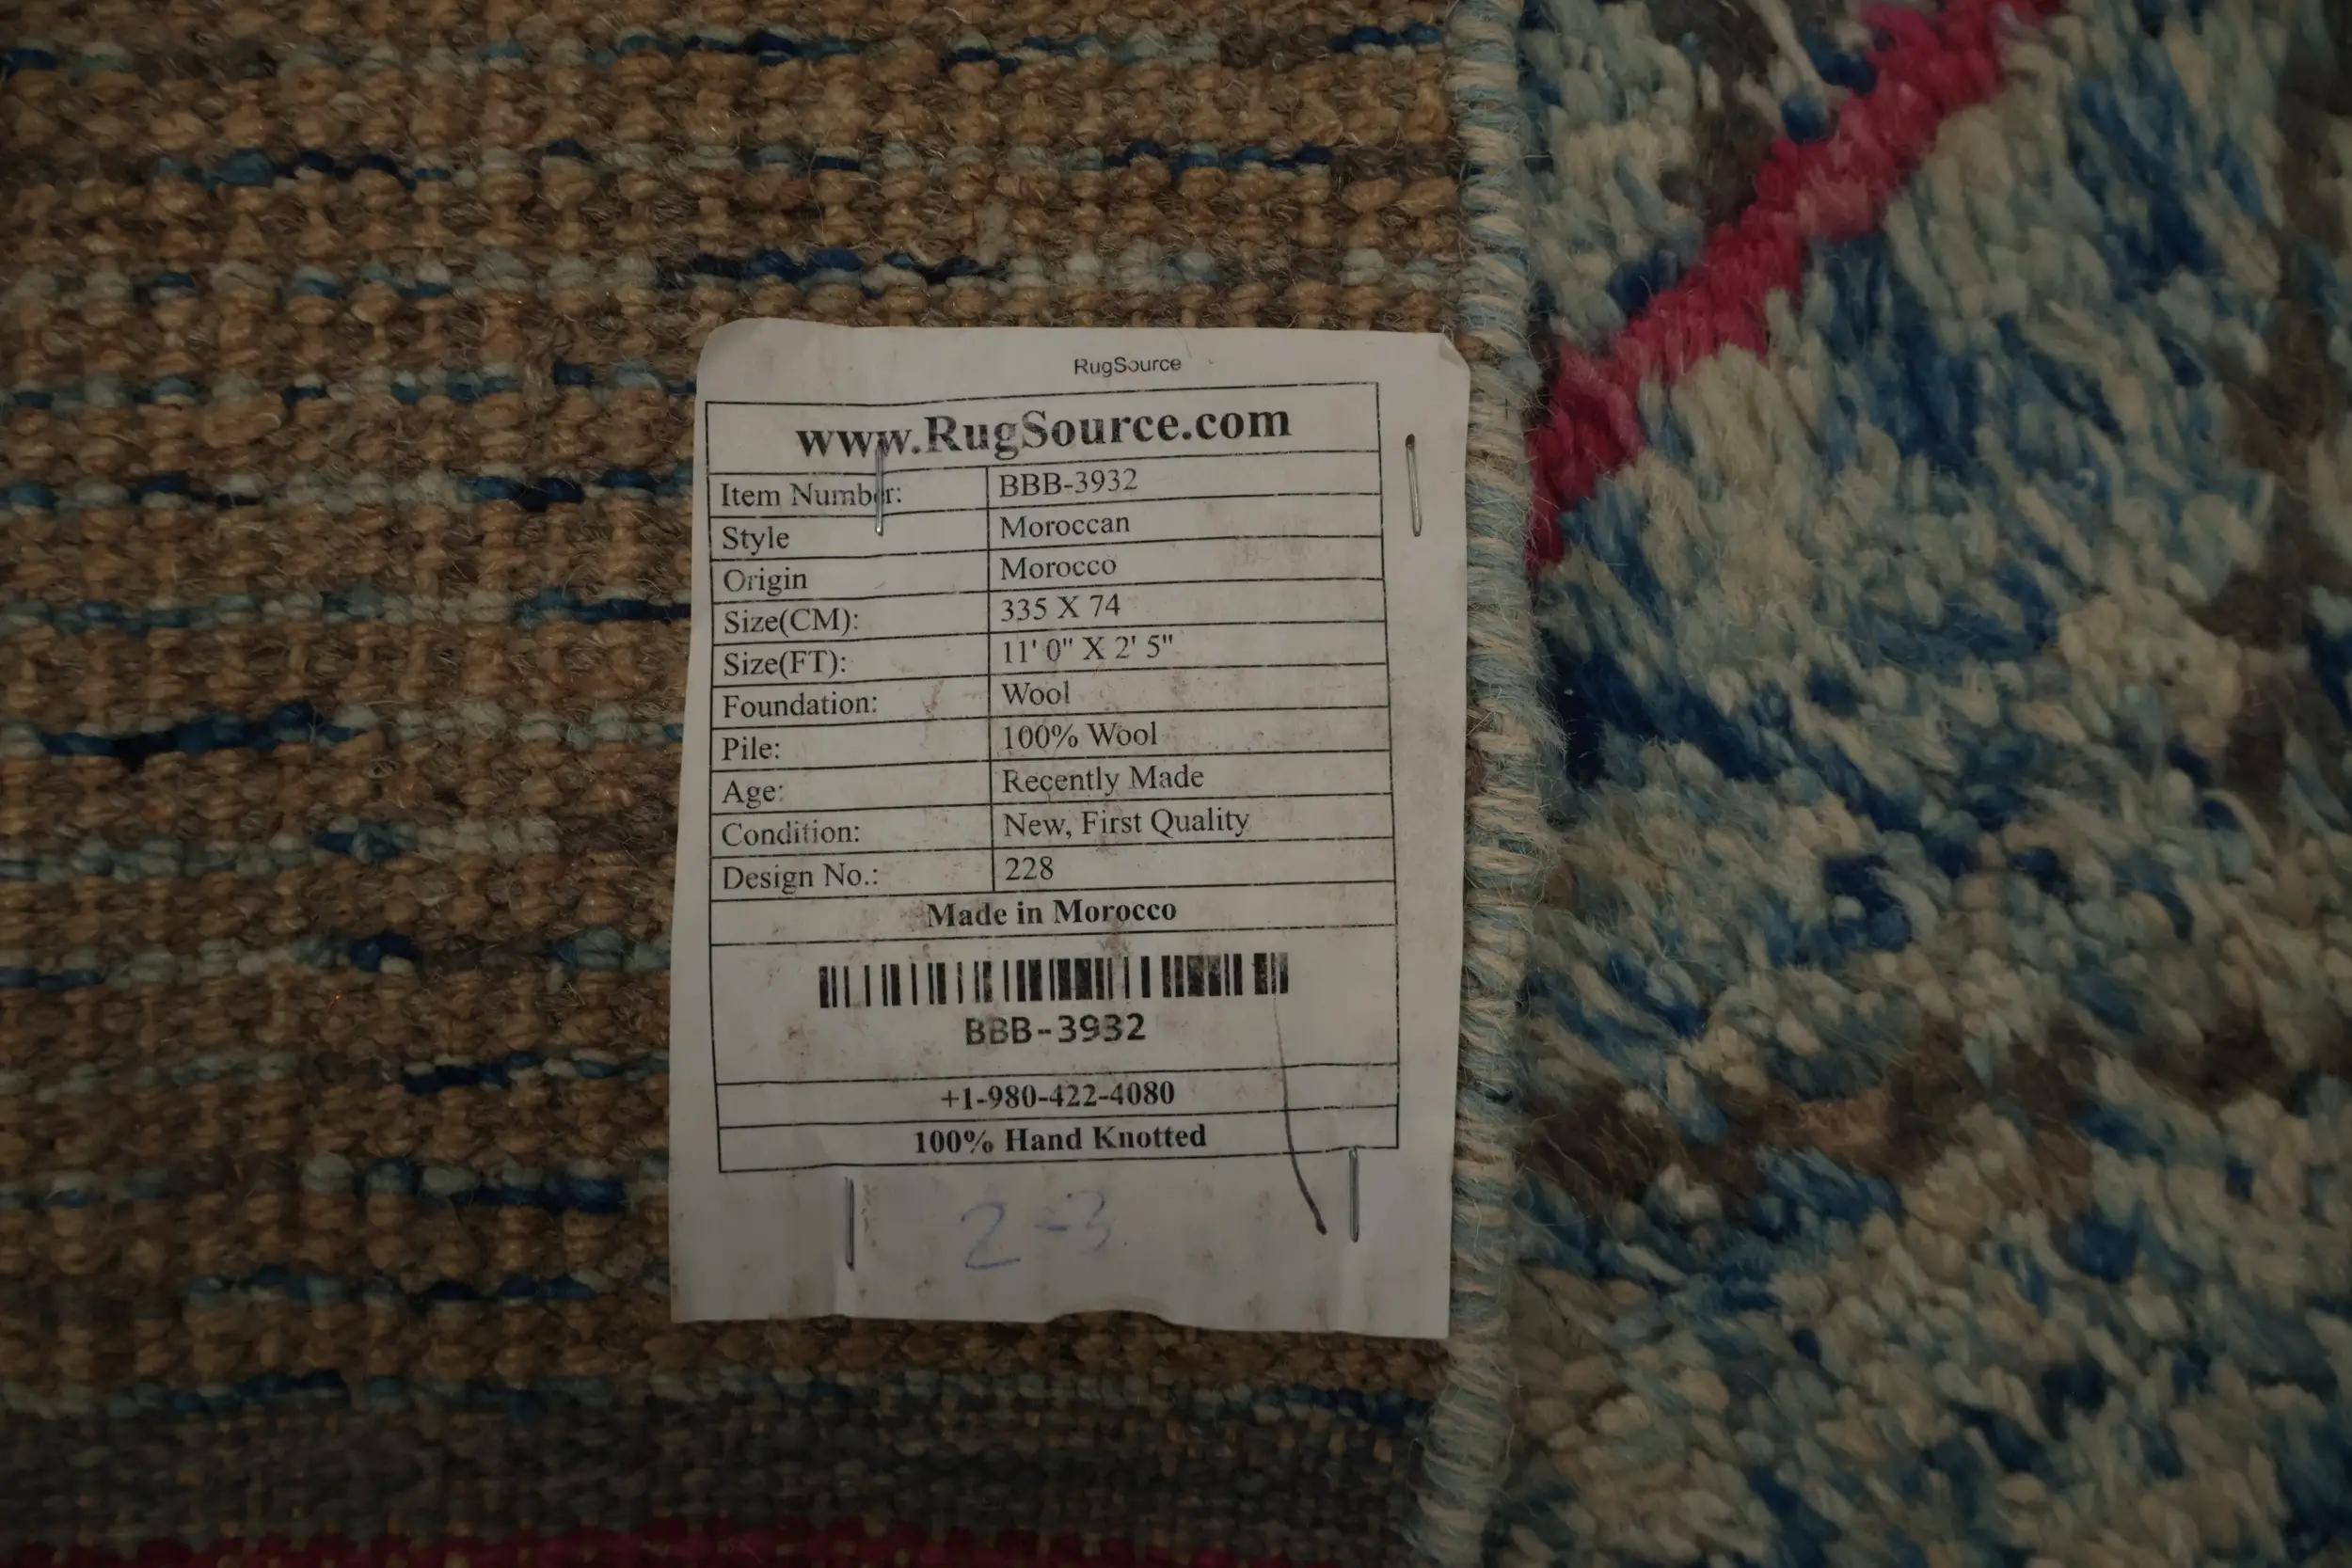 RugSource
www.RugSource.com
Item Number: BBB-3932
Style Moroccan
Origin Morocco
Size(CM): 335 X 74
Size(FT): 11' 0" X 2' 5"
Foundation: Wool
Pile: 100% Wool
Age: Recently Made
Condition: New, First Quality
Design No.: 228
Made in Morocco
BBB-3932
+1-980-422-4080
100% Hand Knotted
2-3